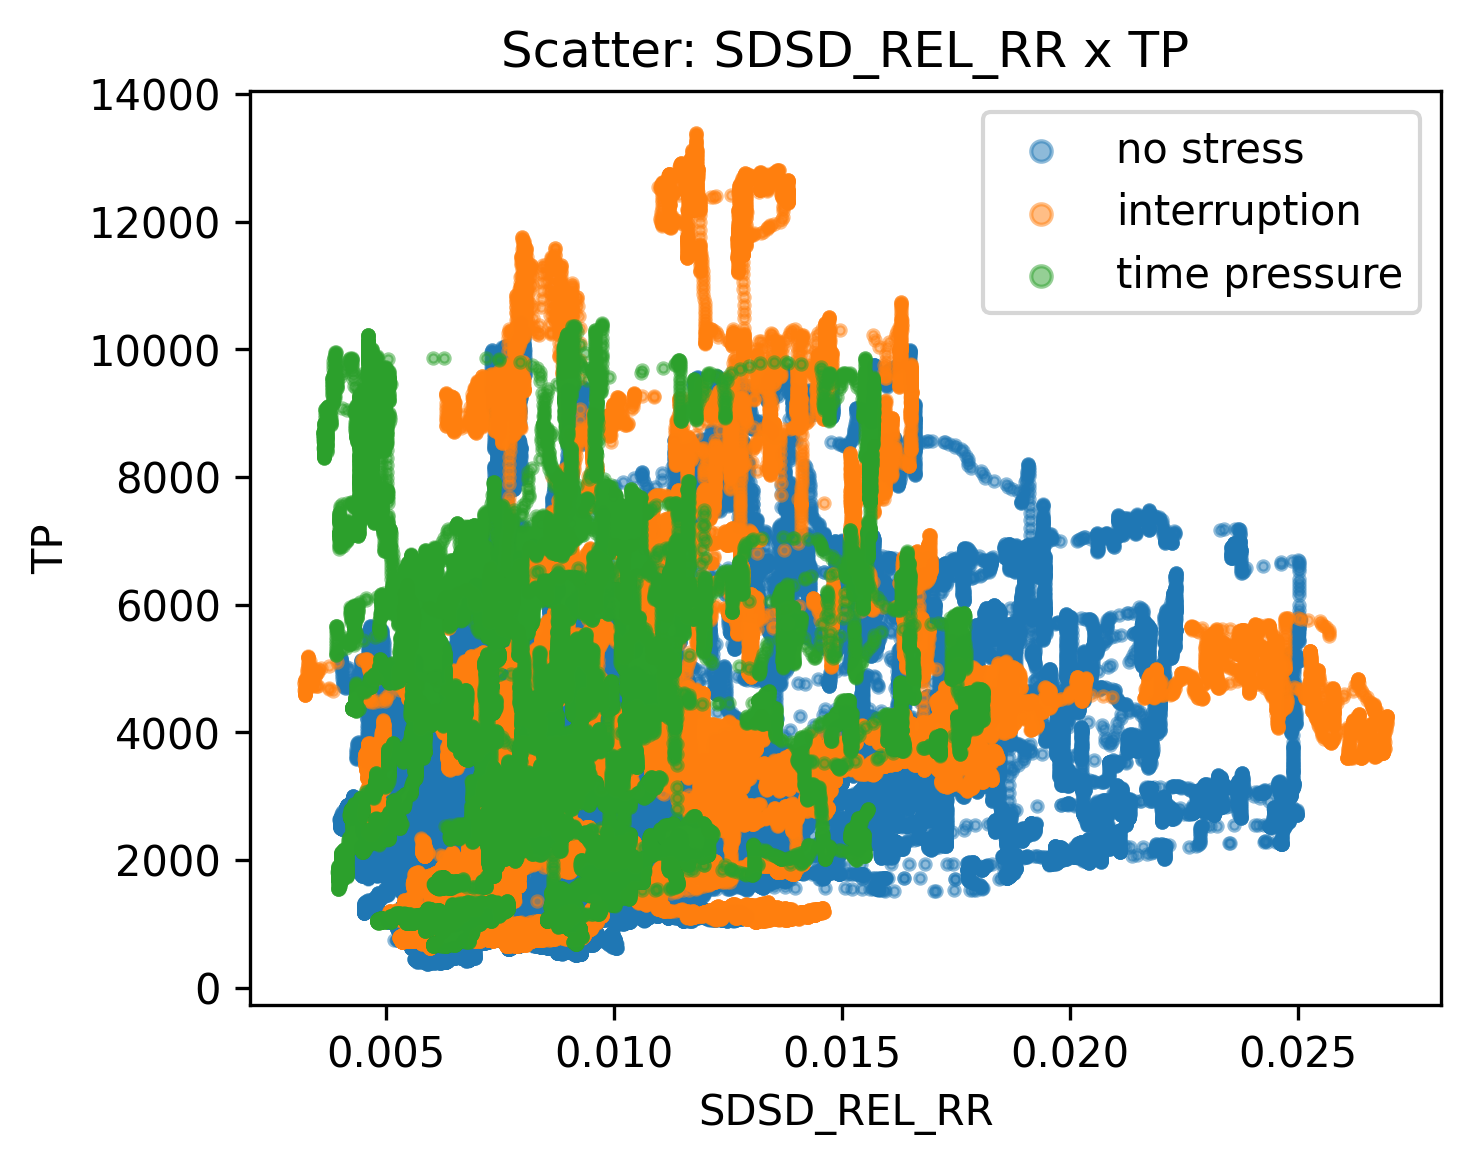 Scatter: SDSD_REL_RR x TP
14000
12000
10000
8000
6000
4000
2000
0
TP
no stress
interruption
time pressure
0.005 0.010 0.015 0.020 0.025
SDSD_REL_RR